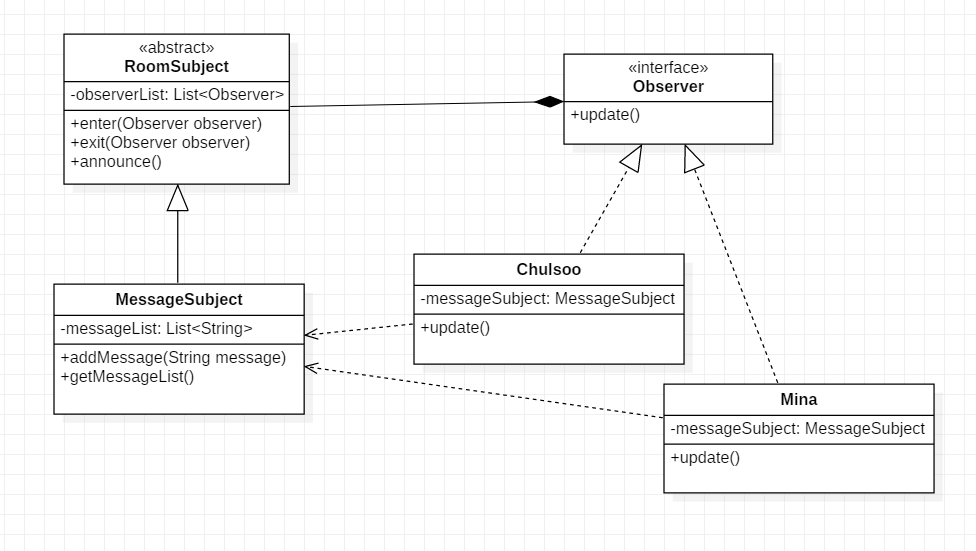 «abstract»
RoomSubject
-observerList: List<Observer>
+enter(Observer observer)
+exit(Observer observer)
+announce()
«interface»
Observer
+update()
MessageSubject
-messageList: List<String>
+addMessage(String message)
+getMessageList()
Chulsoo
-messageSubject: MessageSubject
+update()
Mina
-messageSubject: MessageSubject
+update()